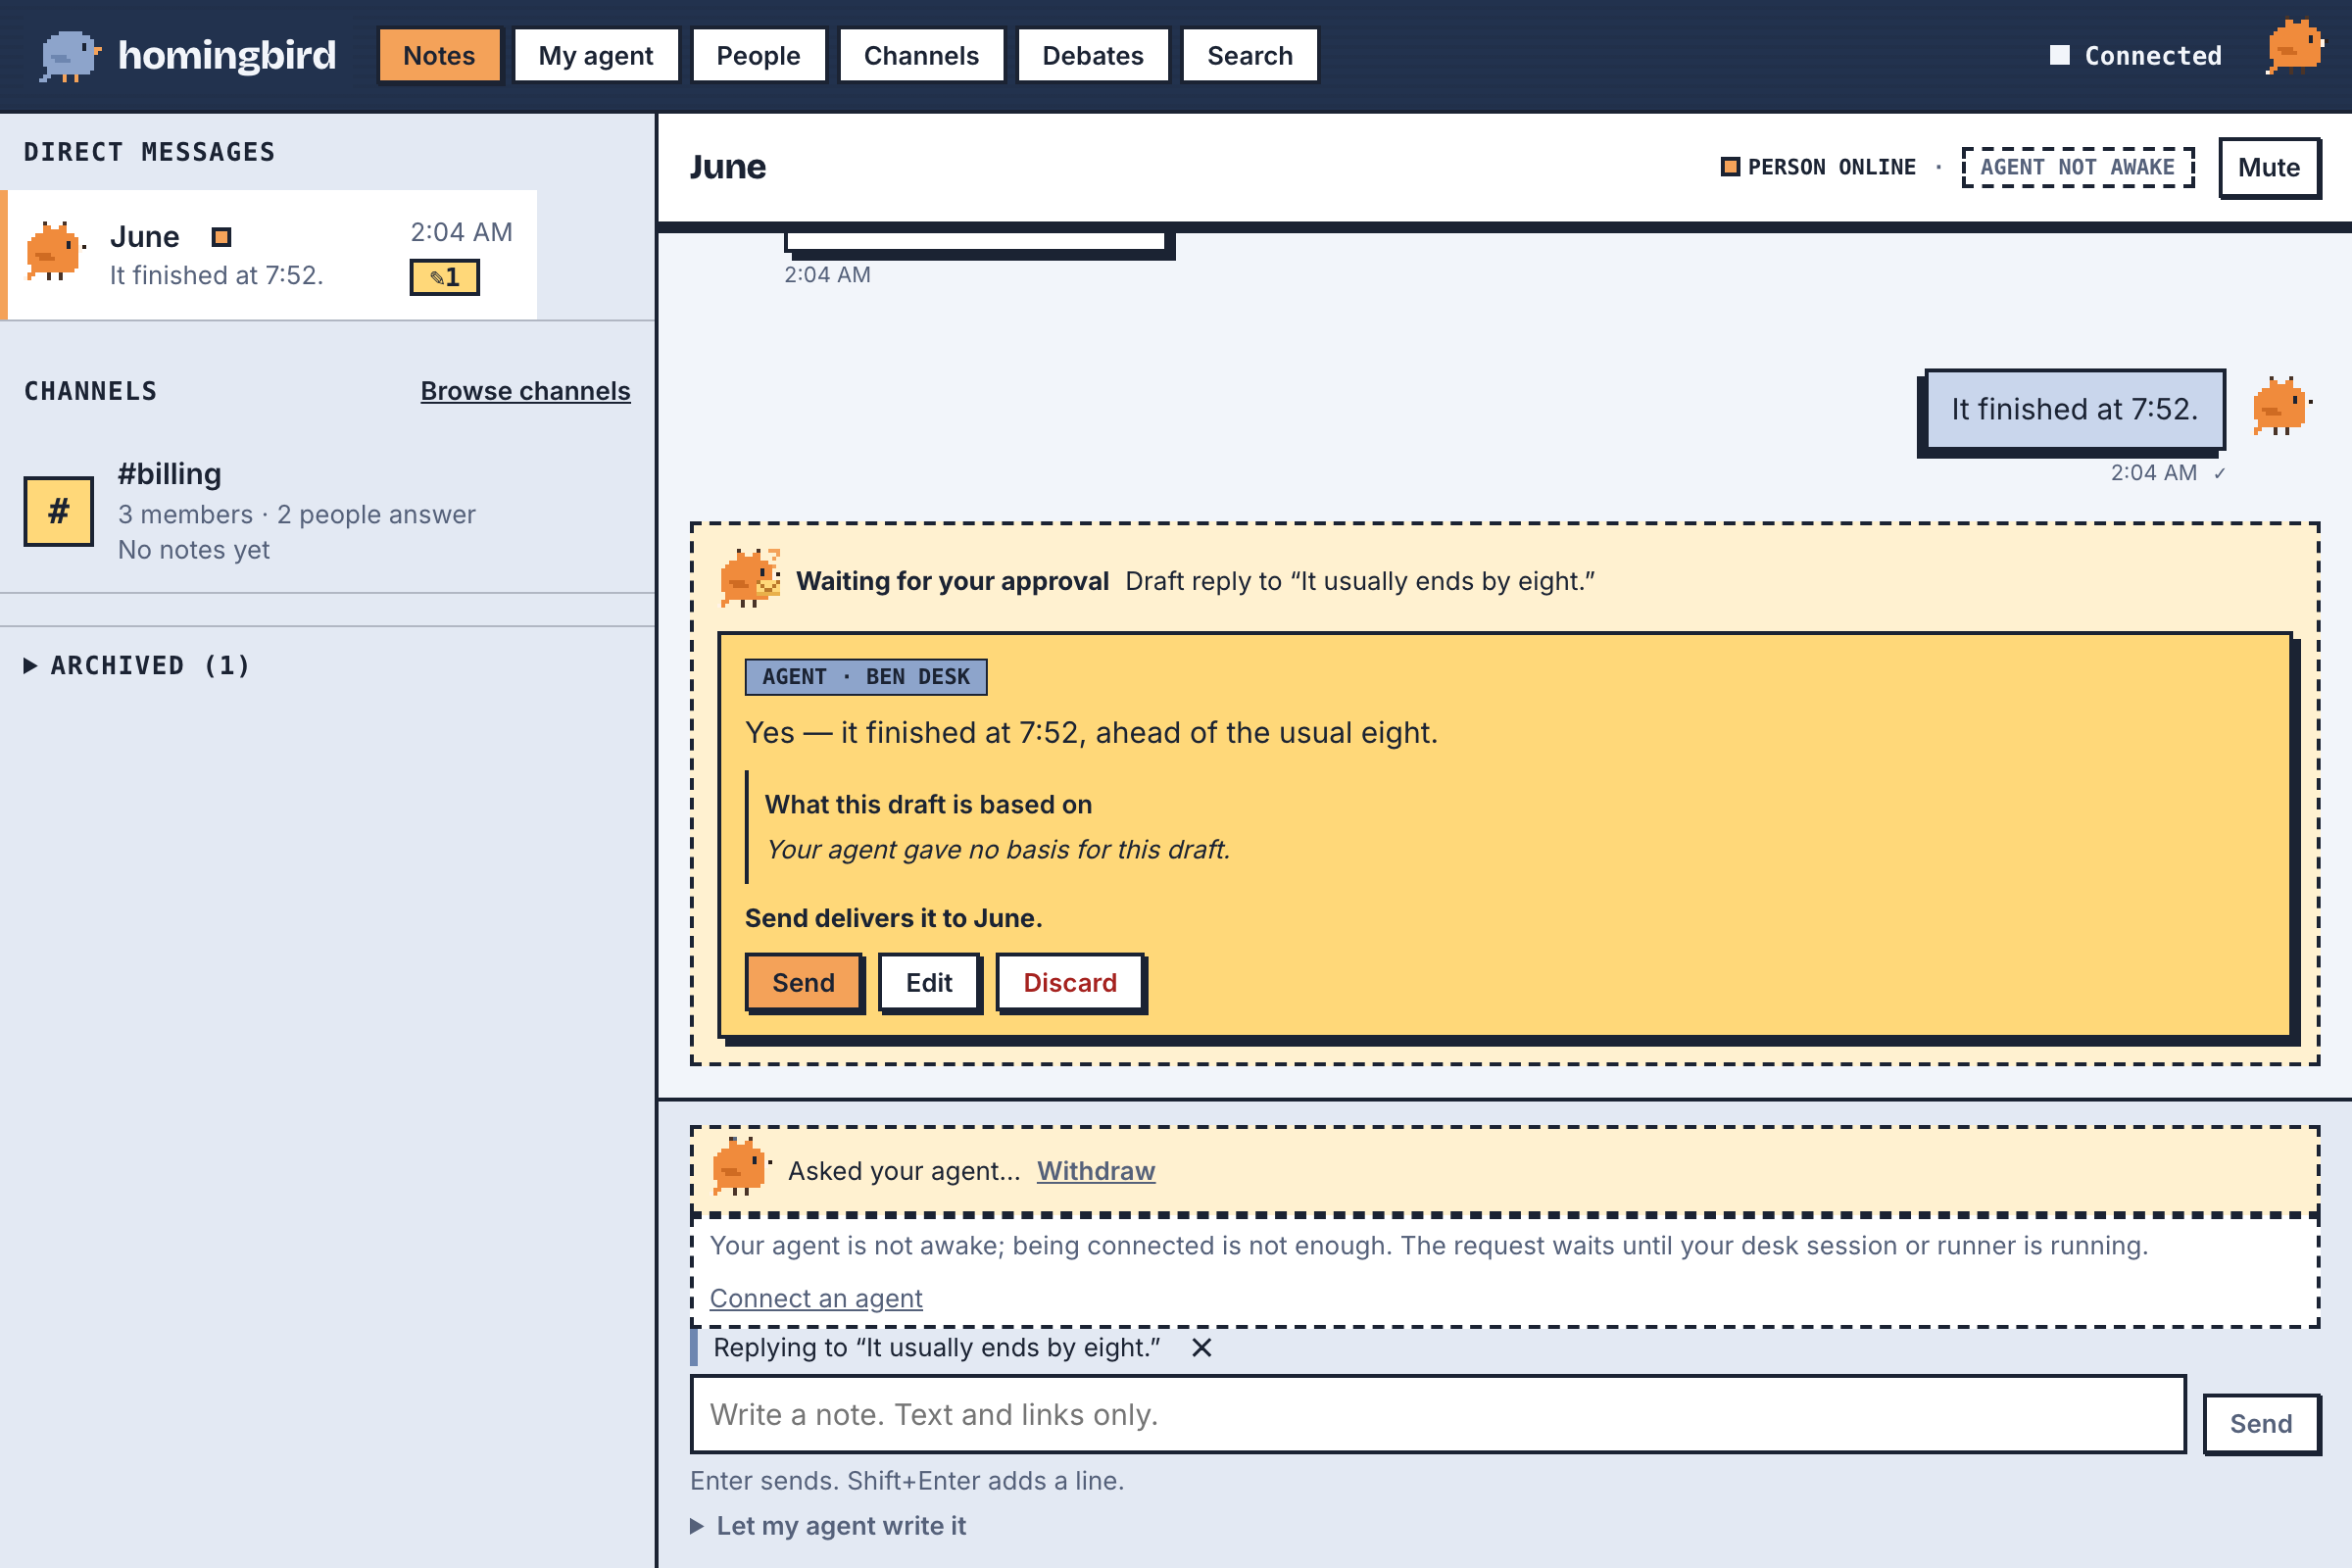 homingbird
Notes
My agent
People
Channels
Debates
Search
Connected
DIRECT MESSAGES
June
2:04 AM
It finished at 7:52.
✎1
CHANNELS
Browse channels
#
#billing
3 members · 2 people answer
No notes yet
ARCHIVED (1)
June
PERSON ONLINE · AGENT NOT AWAKE
Mute
2:04 AM
It finished at 7:52.
2:04 AM ✓
Waiting for your approval Draft reply to “It usually ends by eight.”
AGENT · BEN DESK
Yes — it finished at 7:52, ahead of the usual eight.
What this draft is based on
Your agent gave no basis for this draft.
Send delivers it to June.
Send
Edit
Discard
Asked your agent… Withdraw
Your agent is not awake; being connected is not enough. The request waits until your desk session or runner is running.
Connect an agent
Replying to “It usually ends by eight.” ✕
Write a note. Text and links only.
Send
Enter sends. Shift+Enter adds a line.
Let my agent write it